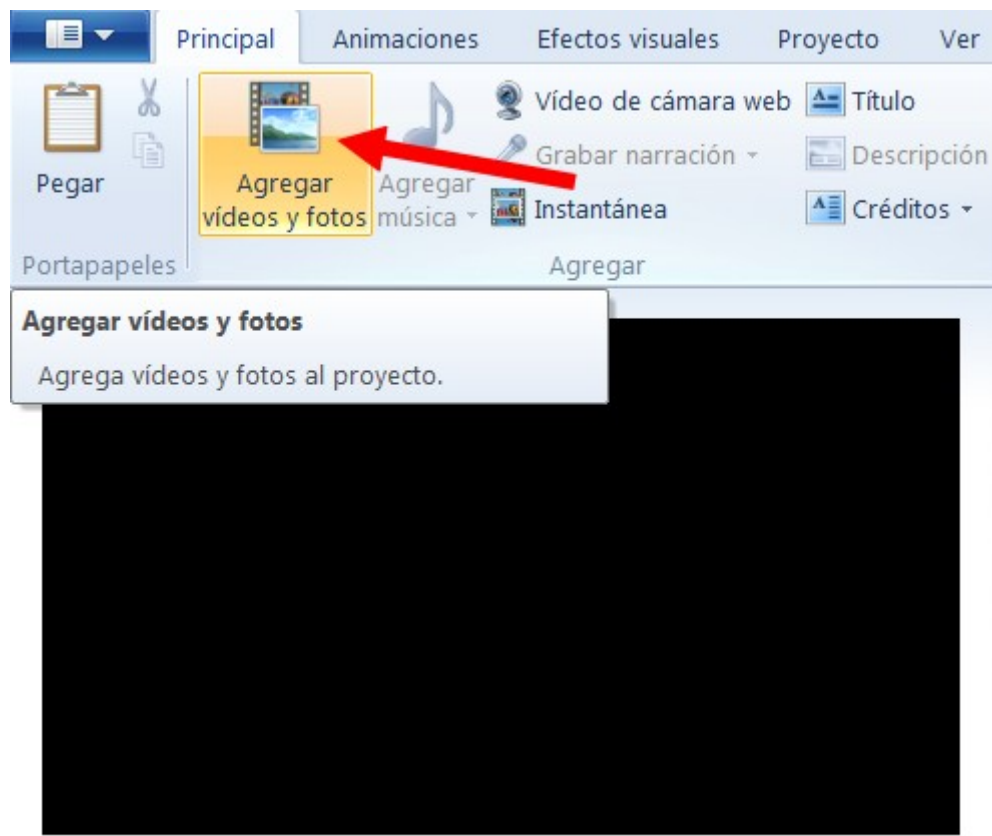 Principal Animaciones Efectos visuales Proyecto Ver
Pegar
Portapapeles
Agregar
vídeos y fotos
Agregar
música
Vídeo de cámara web
Grabar narración
Instantánea
Título
Descripción
Créditos
Agregar
Agregar vídeos y fotos
Agrega vídeos y fotos al proyecto.